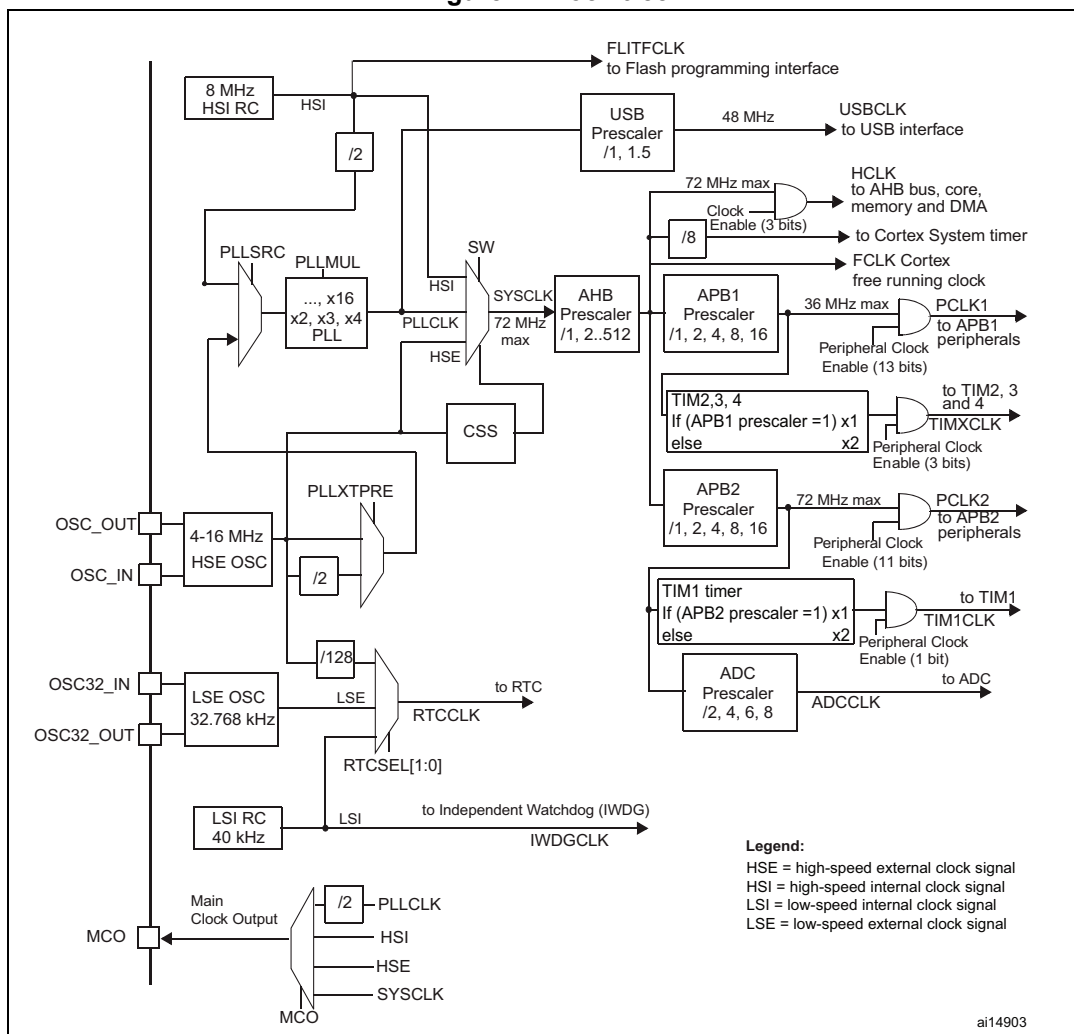 FLITFCLK
to Flash programming interface
8 MHz
HSI RC
HSI
/2
USB
Prescaler
/1, 1.5
48 MHz
USBCLK
to USB interface
72 MHz max
Clock
Enable (3 bits)
HCLK
to AHB bus, core,
memory and DMA
/8
to Cortex System timer
FCLK Cortex
free running clock
PLLSRC
PLLMUL
..., x16
x2, x3, x4
PLL
SW
HSI
PLLCLK
HSE
SYSCLK
72 MHz
max
AHB
Prescaler
/1, 2..512
APB1
Prescaler
/1, 2, 4, 8, 16
36 MHz max
PCLK1
to APB1
peripherals
Peripheral Clock
Enable (13 bits)
TIM2,3, 4
If (APB1 prescaler =1) x1
else x2
to TIM2, 3
and 4
TIMXCLK
Peripheral Clock
Enable (3 bits)
CSS
PLLXTPRE
OSC_OUT
OSC_IN
4-16 MHz
HSE OSC
/2
APB2
Prescaler
/1, 2, 4, 8, 16
72 MHz max
PCLK2
to APB2
peripherals
Peripheral Clock
Enable (11 bits)
TIM1 timer
If (APB2 prescaler =1) x1
else x2
to TIM1
TIM1CLK
Peripheral Clock
Enable (1 bit)
/128
OSC32_IN
OSC32_OUT
LSE OSC
32.768 kHz
LSE
to RTC
RTCCLK
RTCSEL[1:0]
ADC
Prescaler
/2, 4, 6, 8
to ADC
ADCCLK
LSI RC
40 kHz
LSI
to Independent Watchdog (IWDG)
IWDGCLK
Legend:
HSE = high-speed external clock signal
HSI = high-speed internal clock signal
LSI = low-speed internal clock signal
LSE = low-speed external clock signal
Main
Clock Output
MCO
/2
PLLCLK
HSI
HSE
SYSCLK
MCO
ai14903